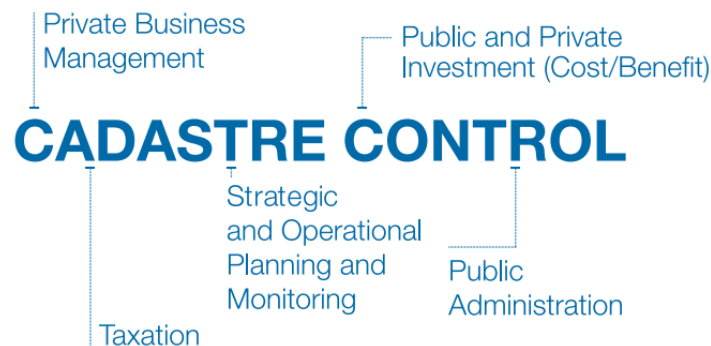 Private Business
Management
Public and Private
Investment (Cost/Benefit)
CADASTRE CONTROL
Strategic
and Operational
Planning and
Monitoring
Public
Administration
Taxation